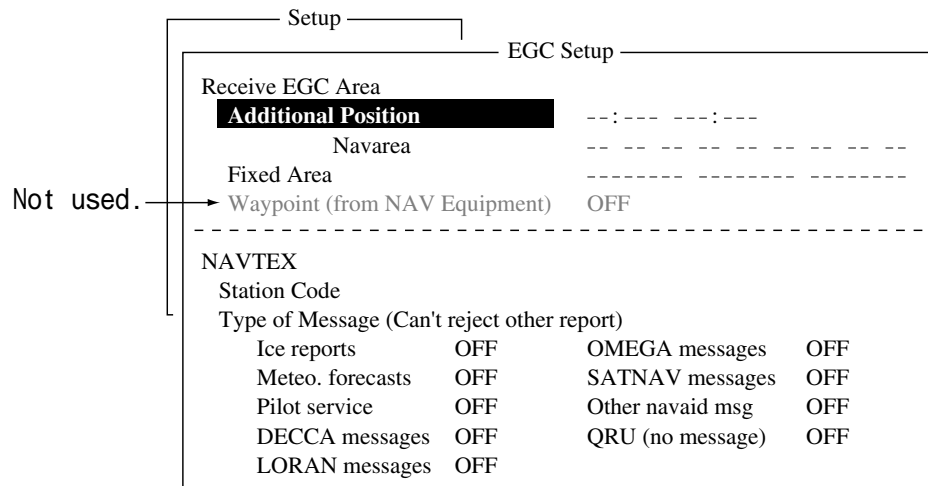 Setup
EGC Setup
Receive EGC Area
Additional Position --:--- ---:---
Navarea -- -- -- -- -- -- -- -- --
Fixed Area -------- -------- --------
Not used. Waypoint (from NAV Equipment) OFF
NAVTEX
Station Code
Type of Message (Can't reject other report)
Ice reports OFF OMEGA messages OFF
Meteo. forecasts OFF SATNAV messages OFF
Pilot service OFF Other navaid msg OFF
DECCA messages OFF QRU (no message) OFF
LORAN messages OFF